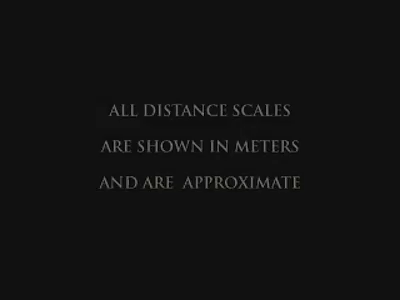 ALL DISTANCE SCALES
ARE SHOWN IN METERS
AND ARE APPROXIMATE